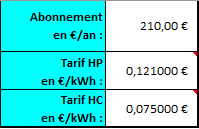 Abonnement
en €/an :
210,00 €
Tarif HP
en €/kWh :
0,121000 €
Tarif HC
en €/kWh :
0,075000 €